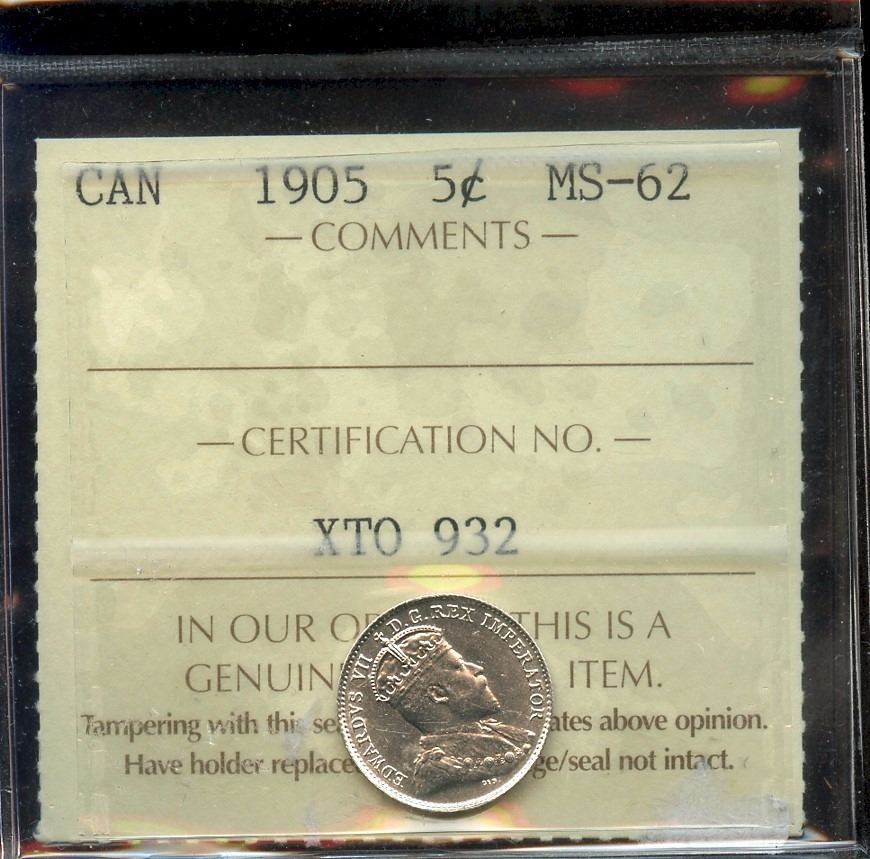 CAN 1905 5¢ MS-62
— COMMENTS —
— CERTIFICATION NO. —
XTO 932
IN OUR OP THIS IS A
GENUIN ITEM.
Tampering with this se ates above opinion.
Have holder replace ge/seal not intact.
EDWARDVS VII ✠ D.G. REX IMPERATOR